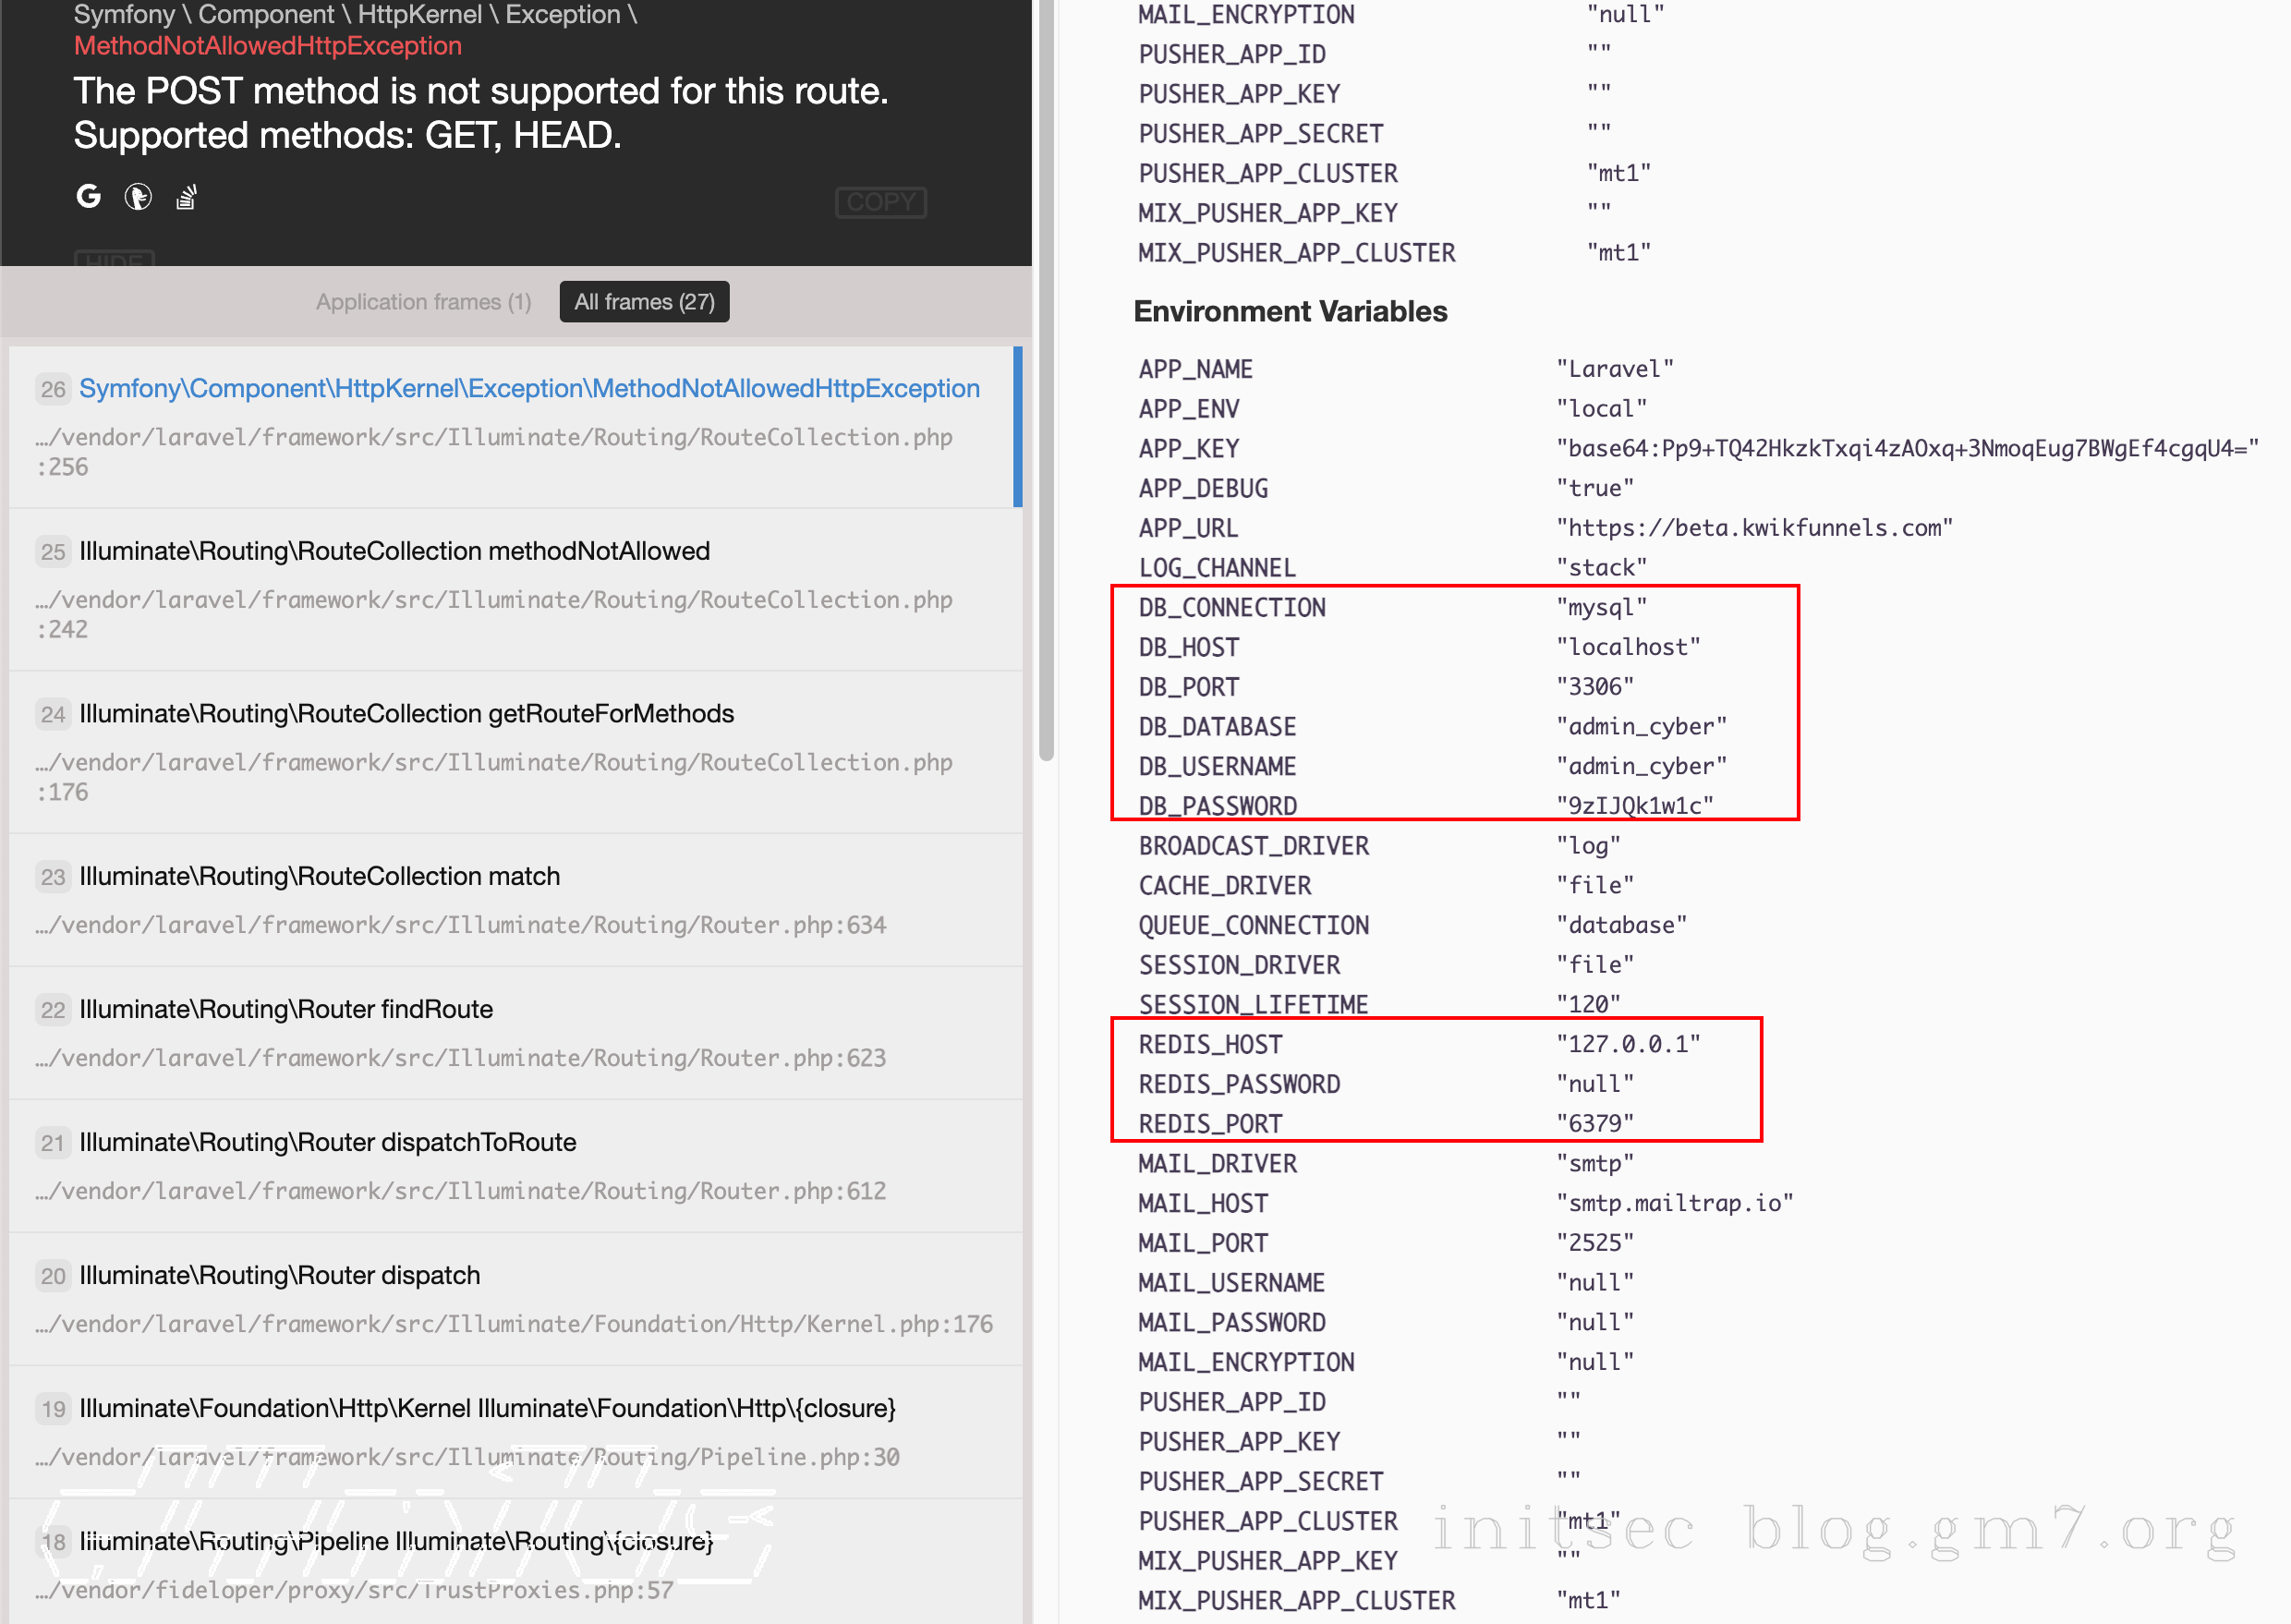 Symfony \ Component \ HttpKernel \ Exception \
MethodNotAllowedHttpException
The POST method is not supported for this route.
Supported methods: GET, HEAD.
COPY
HIDE
Application frames (1)
All frames (27)
26 Symfony\Component\HttpKernel\Exception\MethodNotAllowedHttpException
…/vendor/laravel/framework/src/Illuminate/Routing/RouteCollection.php
:256
25 Illuminate\Routing\RouteCollection methodNotAllowed
…/vendor/laravel/framework/src/Illuminate/Routing/RouteCollection.php
:242
24 Illuminate\Routing\RouteCollection getRouteForMethods
…/vendor/laravel/framework/src/Illuminate/Routing/RouteCollection.php
:176
23 Illuminate\Routing\RouteCollection match
…/vendor/laravel/framework/src/Illuminate/Routing/Router.php:634
22 Illuminate\Routing\Router findRoute
…/vendor/laravel/framework/src/Illuminate/Routing/Router.php:623
21 Illuminate\Routing\Router dispatchToRoute
…/vendor/laravel/framework/src/Illuminate/Routing/Router.php:612
20 Illuminate\Routing\Router dispatch
…/vendor/laravel/framework/src/Illuminate/Foundation/Http/Kernel.php:176
19 Illuminate\Foundation\Http\Kernel Illuminate\Foundation\Http\{closure}
…/vendor/laravel/framework/src/Illuminate/Routing/Pipeline.php:30
18 Illuminate\Routing\Pipeline Illuminate\Routing\{closure}
…/vendor/fideloper/proxy/src/TrustProxies.php:57
MAIL_ENCRYPTION "null"
PUSHER_APP_ID ""
PUSHER_APP_KEY ""
PUSHER_APP_SECRET ""
PUSHER_APP_CLUSTER "mt1"
MIX_PUSHER_APP_KEY ""
MIX_PUSHER_APP_CLUSTER "mt1"
Environment Variables
APP_NAME "Laravel"
APP_ENV "local"
APP_KEY "base64:Pp9+TQ42HkzkTxqi4zAOxq+3NmoqEug7BWgEf4cgqU4="
APP_DEBUG "true"
APP_URL "https://beta.kwikfunnels.com"
LOG_CHANNEL "stack"
DB_CONNECTION "mysql"
DB_HOST "localhost"
DB_PORT "3306"
DB_DATABASE "admin_cyber"
DB_USERNAME "admin_cyber"
DB_PASSWORD "9zIJQk1w1c"
BROADCAST_DRIVER "log"
CACHE_DRIVER "file"
QUEUE_CONNECTION "database"
SESSION_DRIVER "file"
SESSION_LIFETIME "120"
REDIS_HOST "127.0.0.1"
REDIS_PASSWORD "null"
REDIS_PORT "6379"
MAIL_DRIVER "smtp"
MAIL_HOST "smtp.mailtrap.io"
MAIL_PORT "2525"
MAIL_USERNAME "null"
MAIL_PASSWORD "null"
MAIL_ENCRYPTION "null"
PUSHER_APP_ID ""
PUSHER_APP_KEY ""
PUSHER_APP_SECRET ""
PUSHER_APP_CLUSTER "mt1"
MIX_PUSHER_APP_KEY ""
MIX_PUSHER_APP_CLUSTER "mt1"
initsec blog.gm7.org